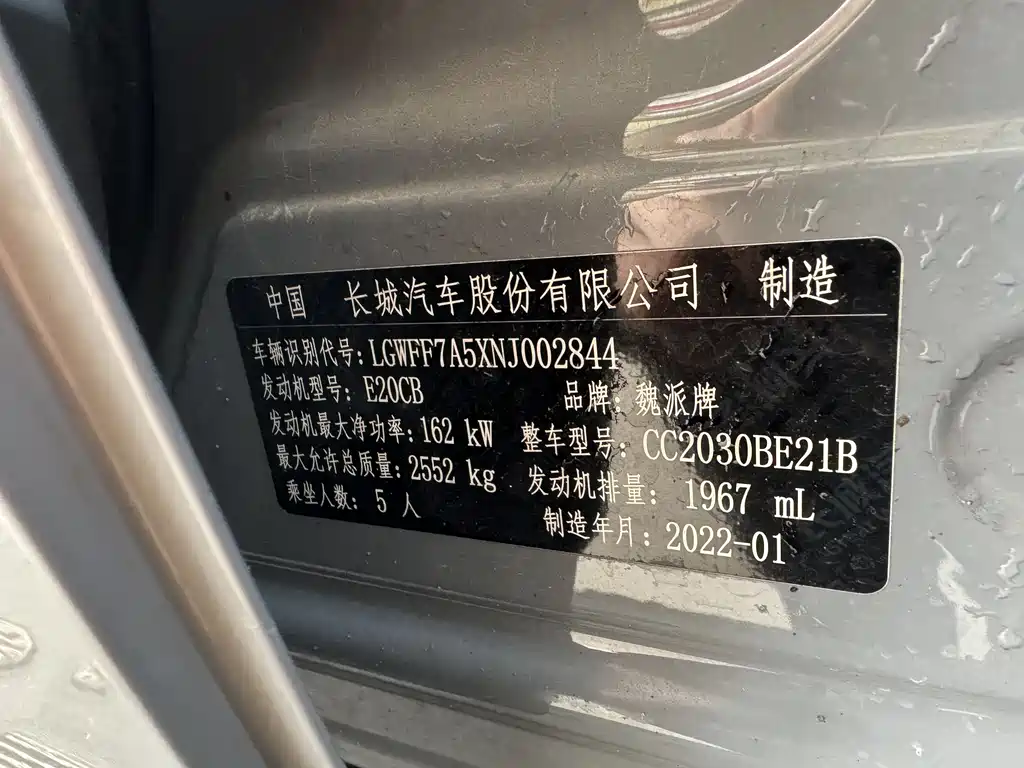 中国 长城汽车股份有限公司 制造
车辆识别代号:LGWFF7A5XNJ002844
发动机型号: E20CB 品牌: 魏派牌
发动机最大净功率:162 kW 整车型号: CC2030BE21B
最大允许总质量: 2552 kg 发动机排量: 1967 mL
乘坐人数: 5 人 制造年月: 2022-01